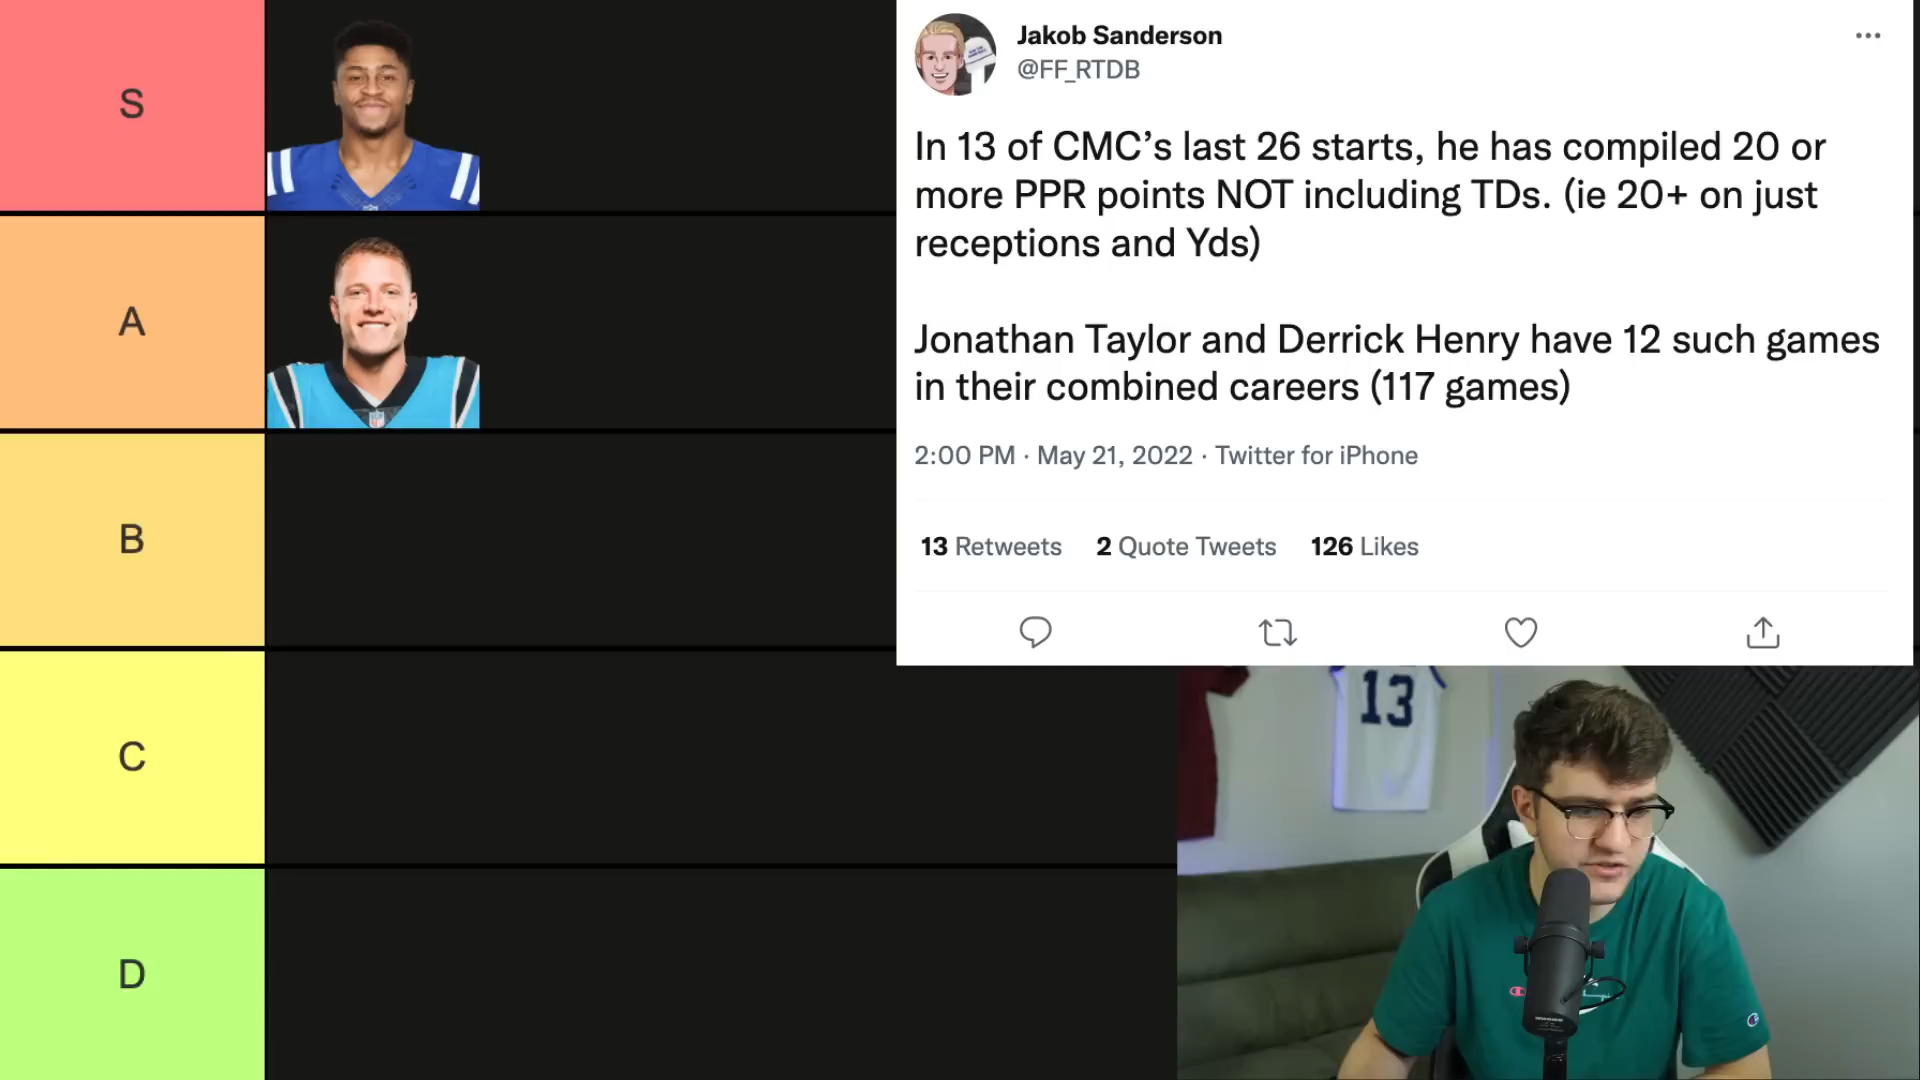 S
A
B
C
D
Jakob Sanderson
@FF_RTDB
In 13 of CMC’s last 26 starts, he has compiled 20 or
more PPR points NOT including TDs. (ie 20+ on just
receptions and Yds)
Jonathan Taylor and Derrick Henry have 12 such games
in their combined careers (117 games)
2:00 PM · May 21, 2022 · Twitter for iPhone
13 Retweets 2 Quote Tweets 126 Likes
13